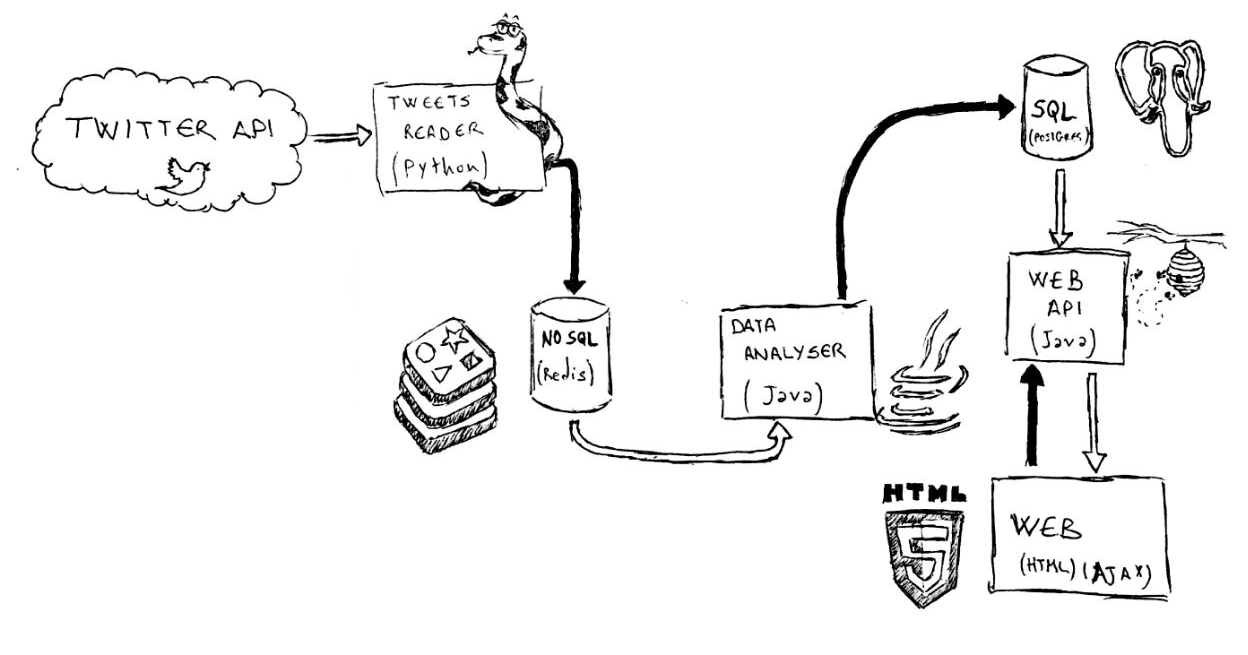 TWITTER API
TWEETS
READER
(Python)
NO SQL
(Redis)
DATA
ANALYSER
(Java)
SQL
(POSTGRES)
WEB
API
(Java)
HTML
5
WEB
(HTML) (AJAX)